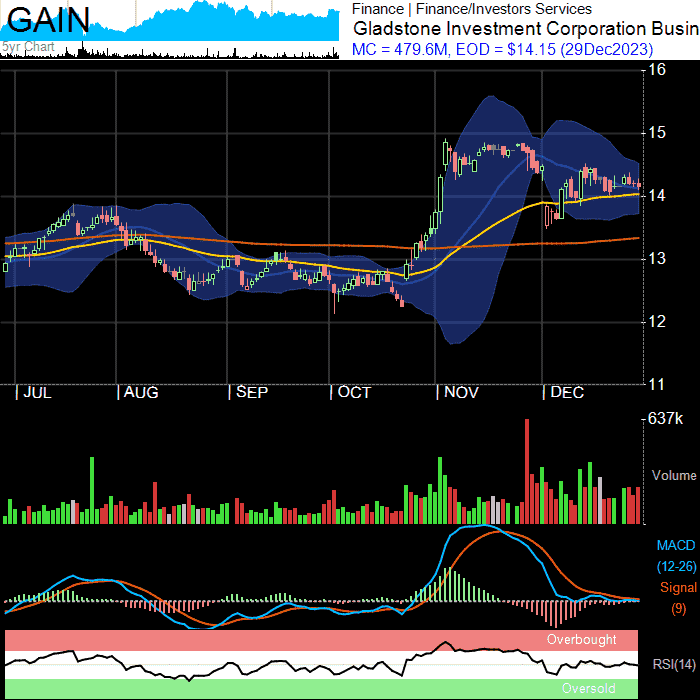 GAIN
5yr Chart
Finance | Finance/Investors Services
Gladstone Investment Corporation Busin
MC = 479.6M, EOD = $14.15 (29Dec2023)
16
15
14
13
12
11
JUL AUG SEP OCT NOV DEC
637k
Volume
MACD
(12-26)
Signal
(9)
Overbought
RSI(14)
Oversold